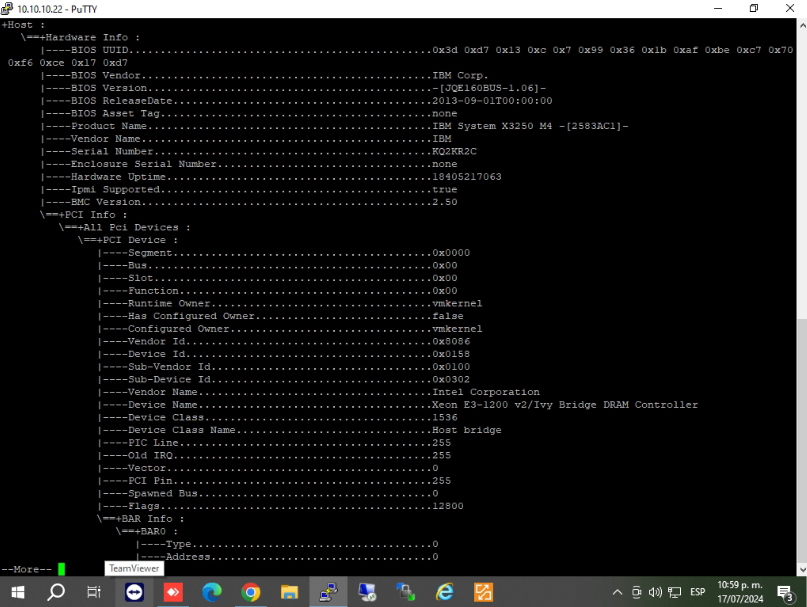 10.10.10.22 - PuTTY
+Host :
\==+Hardware Info :
|----BIOS UUID................................................0x3d 0xd7 0x13 0xc 0x7 0x99 0x36 0x1b 0xaf 0xbe 0xc7 0x70
0xf6 0xce 0x17 0xd7
|----BIOS Vendor..............................................IBM Corp.
|----BIOS Version.............................................-[JQE160BUS-1.06]-
|----BIOS ReleaseDate.........................................2013-09-01T00:00:00
|----BIOS Asset Tag...........................................none
|----Product Name.............................................IBM System X3250 M4 -[2583AC1]-
|----Vendor Name..............................................IBM
|----Serial Number............................................KQ2KR2C
|----Enclosure Serial Number..................................none
|----Hardware Uptime..........................................18405217063
|----Ipmi Supported...........................................true
|----BMC Version..............................................2.50
\==+PCI Info :
\==+All Pci Devices :
\==+PCI Device :
|----Segment................................................0x0000
|----Bus....................................................0x00
|----Slot...................................................0x00
|----Function...............................................0x00
|----Runtime Owner..........................................vmkernel
|----Has Configured Owner...................................false
|----Configured Owner.......................................vmkernel
|----Vendor Id..............................................0x8086
|----Device Id..............................................0x0158
|----Sub-Vendor Id..........................................0x0100
|----Sub-Device Id..........................................0x0302
|----Vendor Name............................................Intel Corporation
|----Device Name............................................Xeon E3-1200 v2/Ivy Bridge DRAM Controller
|----Device Class...........................................1536
|----Device Class Name......................................Host bridge
|----PIC Line...............................................255
|----Old IRQ................................................255
|----Vector.................................................0
|----PCI Pin................................................255
|----Spawned Bus............................................0
|----Flags..................................................12800
\==+BAR Info :
\==+BAR0 :
|----Type..........................................0
|----Address.......................................0
--More--
TeamViewer
ESP
10:59 p. m.
17/07/2024
3